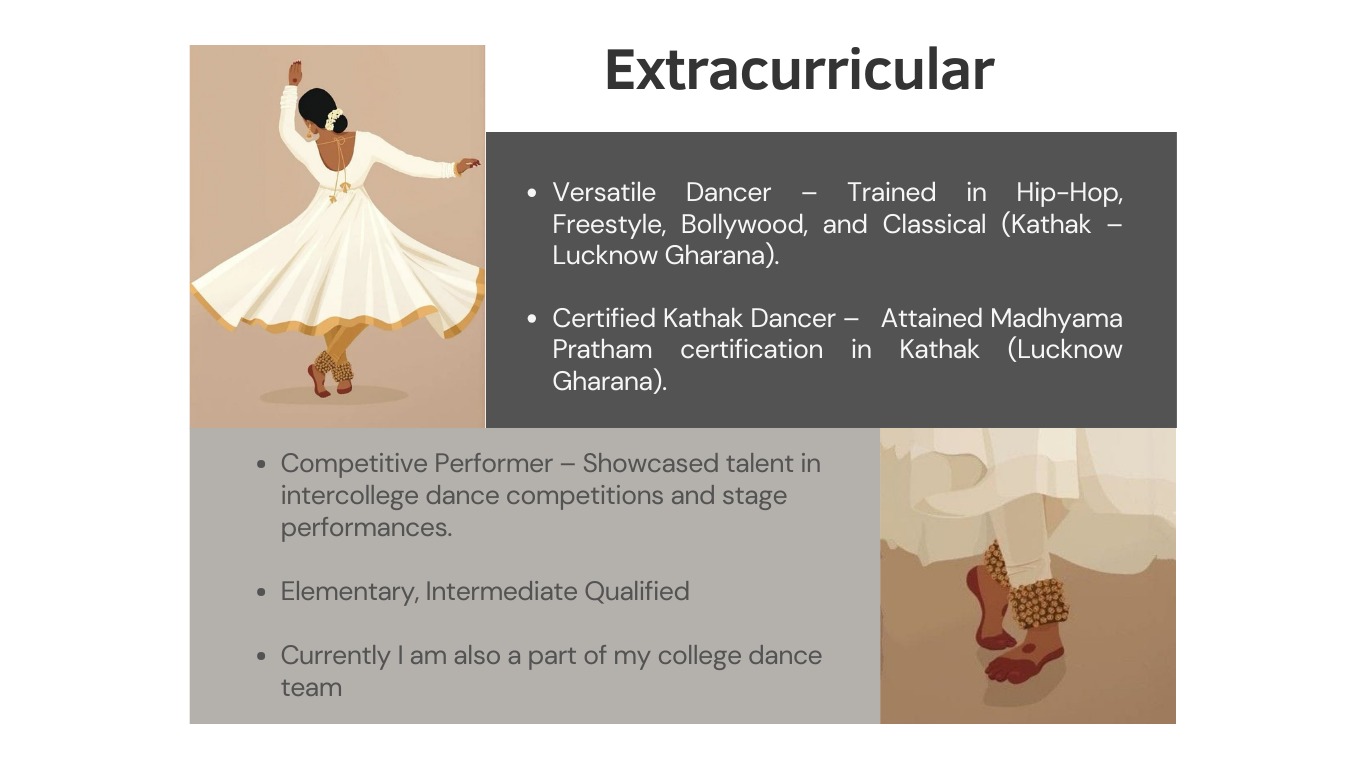 Extracurricular
• Versatile Dancer – Trained in Hip-Hop,
Freestyle, Bollywood, and Classical (Kathak –
Lucknow Gharana).
• Certified Kathak Dancer – Attained Madhyama
Pratham certification in Kathak (Lucknow
Gharana).
• Competitive Performer – Showcased talent in
intercollege dance competitions and stage
performances.
• Elementary, Intermediate Qualified
• Currently I am also a part of my college dance
team